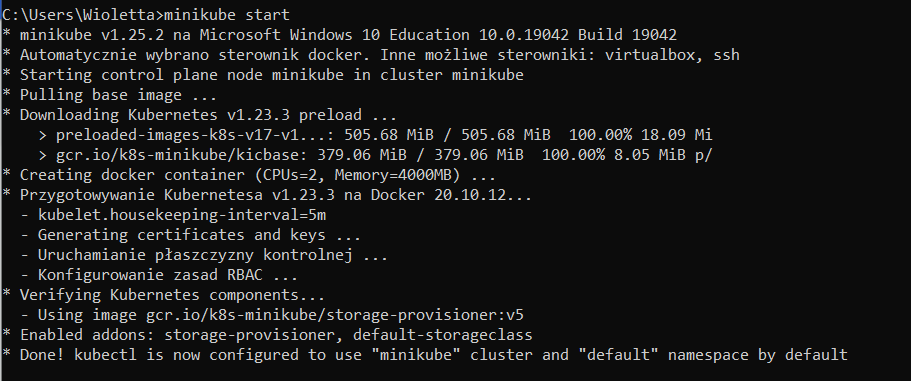 C:\Users\Wioletta>minikube start
* minikube v1.25.2 na Microsoft Windows 10 Education 10.0.19042 Build 19042
* Automatycznie wybrano sterownik docker. Inne możliwe sterowniki: virtualbox, ssh
* Starting control plane node minikube in cluster minikube
* Pulling base image ...
* Downloading Kubernetes v1.23.3 preload ...
    > preloaded-images-k8s-v17-v1...: 505.68 MiB / 505.68 MiB  100.00% 18.09 Mi
    > gcr.io/k8s-minikube/kicbase: 379.06 MiB / 379.06 MiB  100.00% 8.05 MiB p/
* Creating docker container (CPUs=2, Memory=4000MB) ...
* Przygotowywanie Kubernetesa v1.23.3 na Docker 20.10.12...
  - kubelet.housekeeping-interval=5m
  - Generating certificates and keys ...
  - Uruchamianie płaszczyzny kontrolnej ...
  - Konfigurowanie zasad RBAC ...
* Verifying Kubernetes components...
  - Using image gcr.io/k8s-minikube/storage-provisioner:v5
* Enabled addons: storage-provisioner, default-storageclass
* Done! kubectl is now configured to use "minikube" cluster and "default" namespace by default